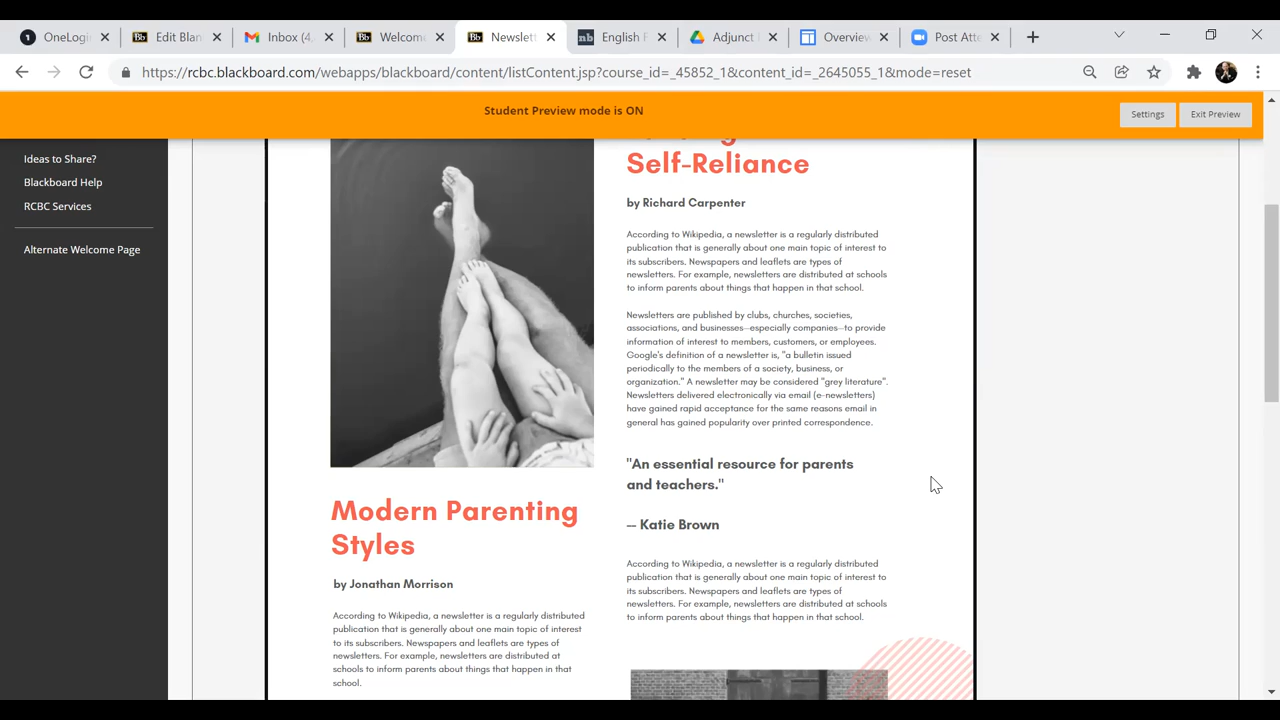 OneLogi
Edit Blan
Inbox (4,
Welcome
Newslett
English F
Adjunct
Overview
Post Atte
https://rcbc.blackboard.com/webapps/blackboard/content/listContent.jsp?course_id=_45852_1&content_id=_2645055_1&mode=reset
Student Preview mode is ON
Settings
Exit Preview
Ideas to Share?
Blackboard Help
RCBC Services
Alternate Welcome Page
Modern Parenting
Styles
by Jonathan Morrison
According to Wikipedia, a newsletter is a regularly distributed
publication that is generally about one main topic of interest
to its subscribers. Newspapers and leaflets are types of
newsletters. For example, newsletters are distributed at
schools to inform parents about things that happen in that
school.
Self-Reliance
by Richard Carpenter
According to Wikipedia, a newsletter is a regularly distributed
publication that is generally about one main topic of interest to
its subscribers. Newspapers and leaflets are types of
newsletters. For example, newsletters are distributed at schools
to inform parents about things that happen in that school.
Newsletters are published by clubs, churches, societies,
associations, and businesses—especially companies—to provide
information of interest to members, customers, or employees.
Google's definition of a newsletter is, "a bulletin issued
periodically to the members of a society, business, or
organization." A newsletter may be considered "grey literature".
Newsletters delivered electronically via email (e-newsletters)
have gained rapid acceptance for the same reasons email in
general has gained popularity over printed correspondence.
"An essential resource for parents
and teachers."
-- Katie Brown
According to Wikipedia, a newsletter is a regularly distributed
publication that is generally about one main topic of interest to
its subscribers. Newspapers and leaflets are types of
newsletters. For example, newsletters are distributed at schools
to inform parents about things that happen in that school.